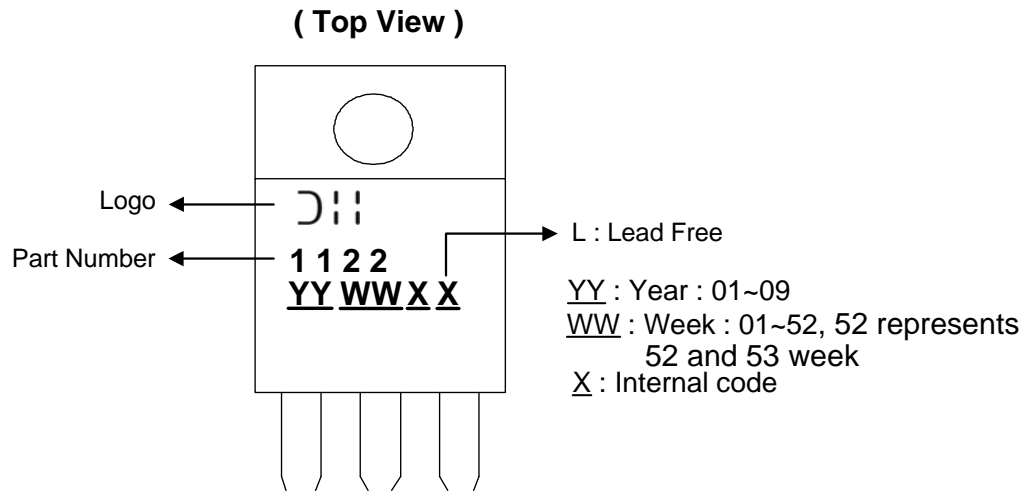 ( Top View )
Logo
1 1 2 2
Part Number
YY WW X X
L : Lead Free
YY : Year : 01~09
WW : Week : 01~52, 52 represents
52 and 53 week
X : Internal code